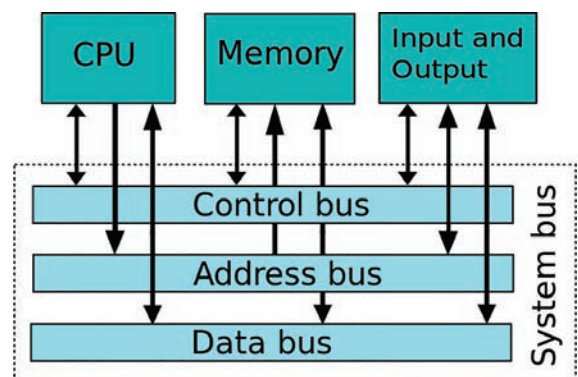 CPU
Memory
Input and
Output
Control bus
Address bus
Data bus
System bus